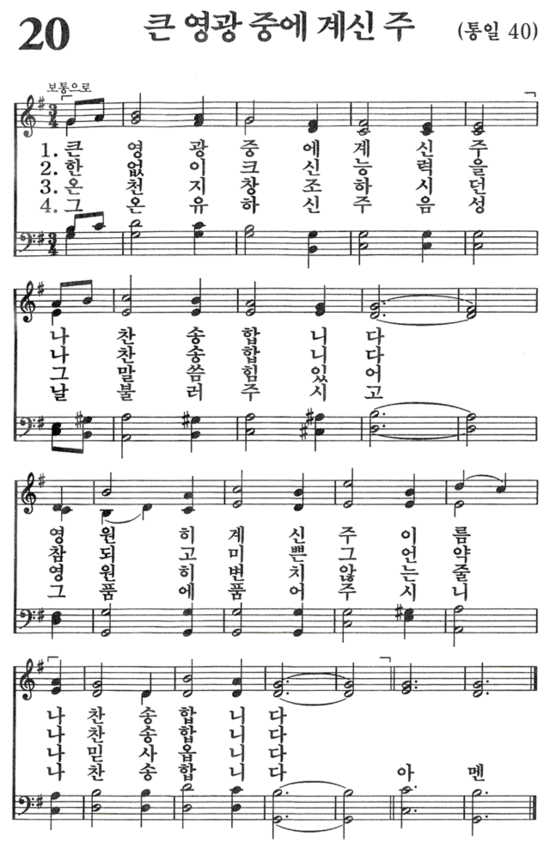 20 큰 영광 중에 계신 주 (통일 40)
보통으로
3/4
1. 큰 영 광 중 에 계 신 주
2. 한 없 이 크 신 능 력 을
3. 온 천 지 창 조 하 시 던
4. 그 온 유 하 신 주 음 성
3/4
나 찬 송 합 니 다
나 찬 송 합 니 다
그 말 씀 힘 있 어
날 불 러 주 시 고
영 원 히 계 신 주 이 름
참 되 고 미 쁜 그 언 약
영 원 히 변 치 않 는 줄
그 품 에 품 어 주 시 니
나 찬 송 합 니 다
나 찬 송 합 니 다
나 믿 사 옵 니 다
나 찬 송 합 니 다 아 멘